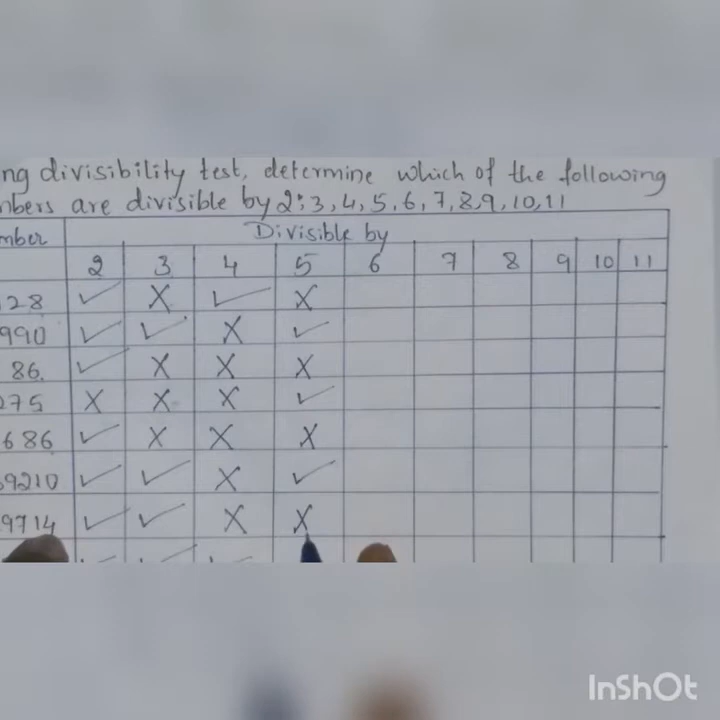 ng divisibility test, determine which of the following
nbers are divisible by 2, 3, 4, 5, 6, 7, 8, 9, 10, 11
mber Divisible by
2 3 4 5 6 7 8 9 10 11
128 ✓ X ✓ X
990 ✓ ✓ X ✓
86 ✓ X X X
275 X X X ✓
686 ✓ X X X
69210 ✓ ✓ X ✓
9714 ✓ ✓ X X
✓ ✓ ✓
InShOt